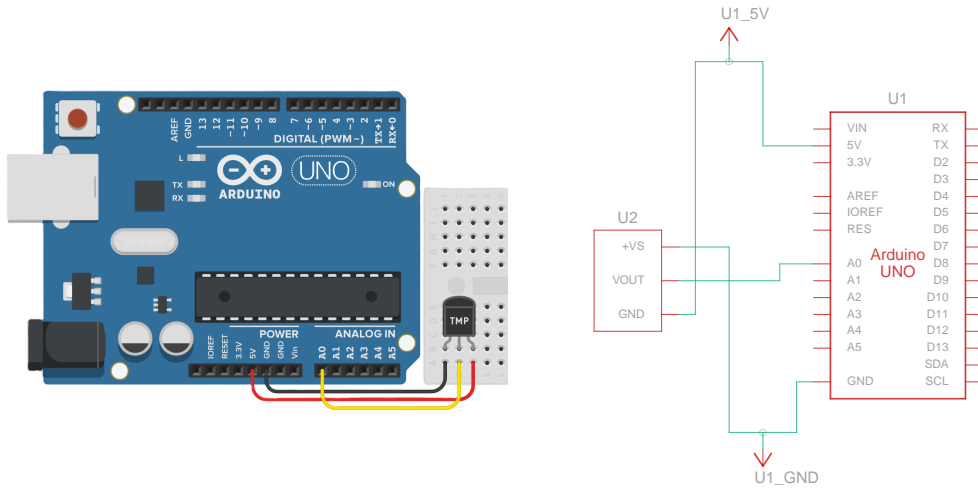 AREF
GND
13
12
~11
~10
~9
8
7
~6
~5
4
~3
2
TX→1
RX←0
DIGITAL (PWM~)
L
TX
RX
ARDUINO
UNO
ON
TMP
POWER
ANALOG IN
IOREF
RESET
3.3V
5V
GND
GND
Vin
A0
A1
A2
A3
A4
A5
U1_5V
U1
VIN
5V
3.3V
AREF
IOREF
RES
A0
A1
A2
A3
A4
A5
GND
Arduino
UNO
RX
TX
D2
D3
D4
D5
D6
D7
D8
D9
D10
D11
D12
D13
SDA
SCL
U2
+VS
VOUT
GND
U1_GND